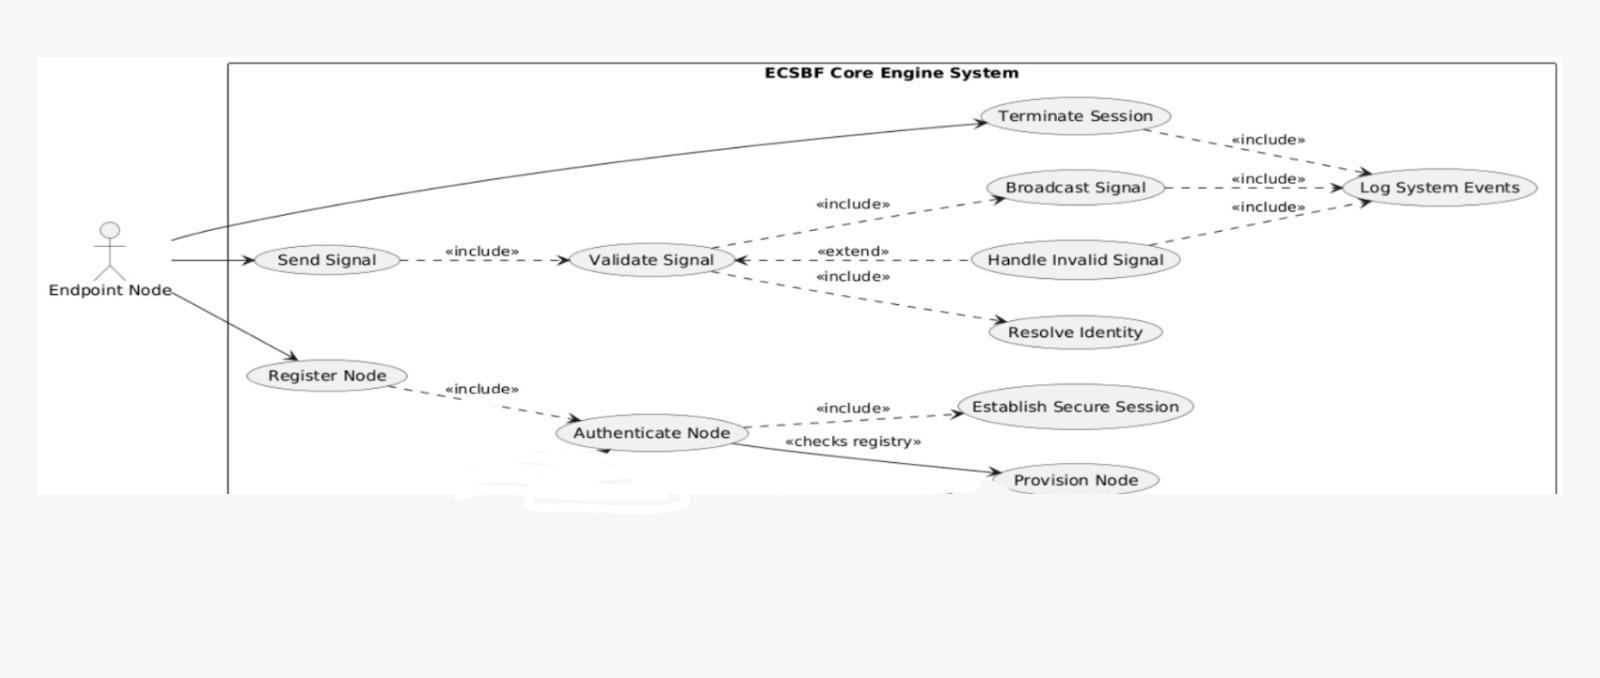 ECSBF Core Engine System
Terminate Session
«include»
Broadcast Signal
«include»
Log System Events
«include»
«include»
Endpoint Node
Send Signal
«include»
Validate Signal
«extend»
Handle Invalid Signal
«include»
Resolve Identity
Register Node
«include»
Authenticate Node
«include»
Establish Secure Session
«checks registry»
Provision Node